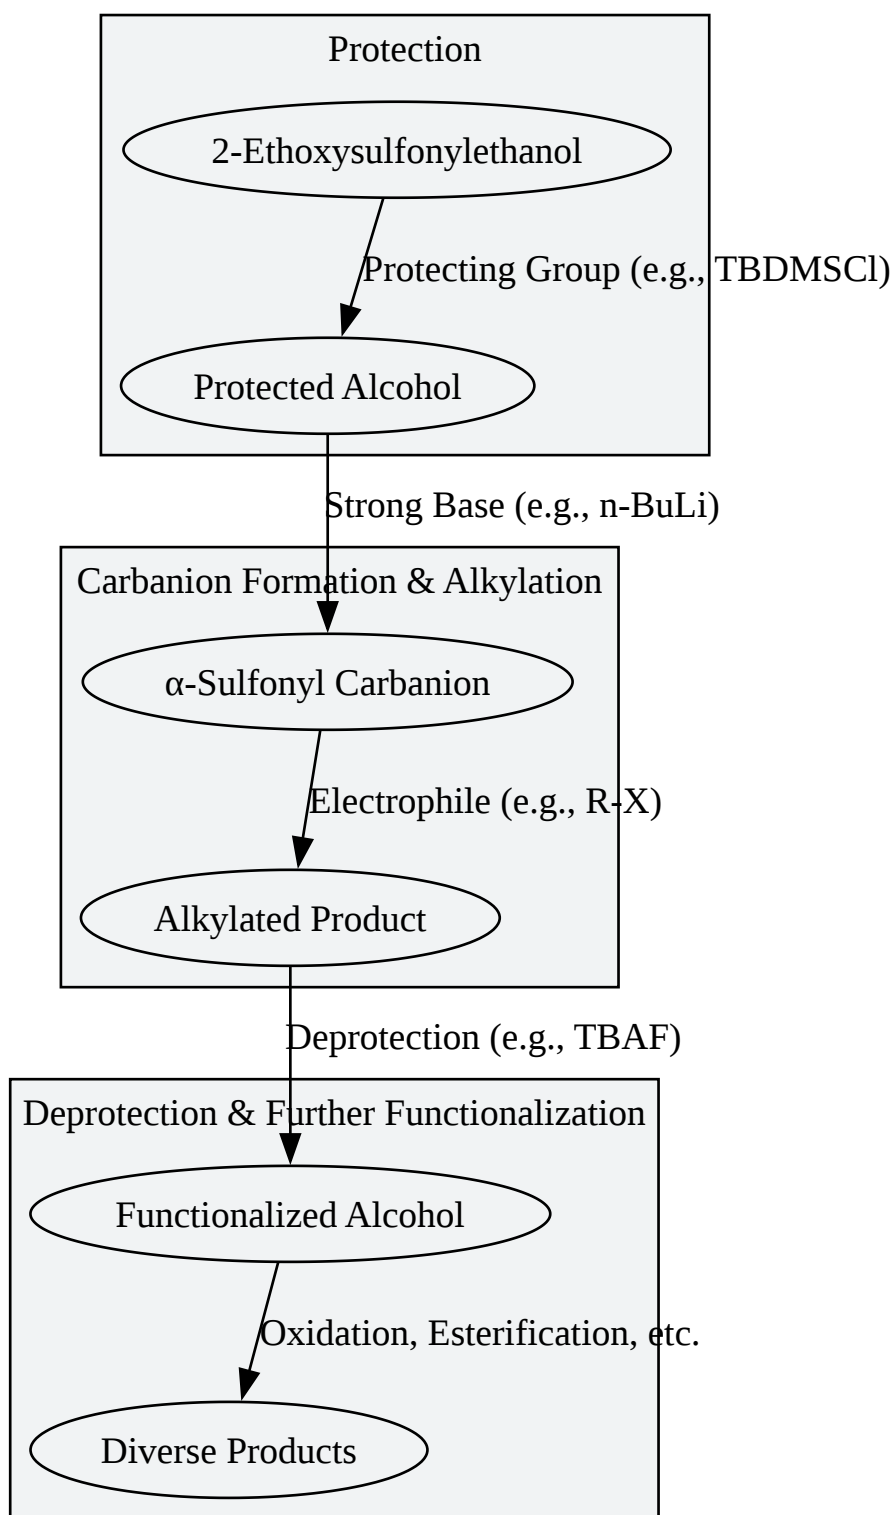 Protection
2-Ethoxysulfonylethanol
Protecting Group (e.g., TBDMSCl)
Protected Alcohol
Strong Base (e.g., n-BuLi)
Carbanion Formation & Alkylation
α-Sulfonyl Carbanion
Electrophile (e.g., R-X)
Alkylated Product
Deprotection (e.g., TBAF)
Deprotection & Further Functionalization
Functionalized Alcohol
Oxidation, Esterification, etc.
Diverse Products